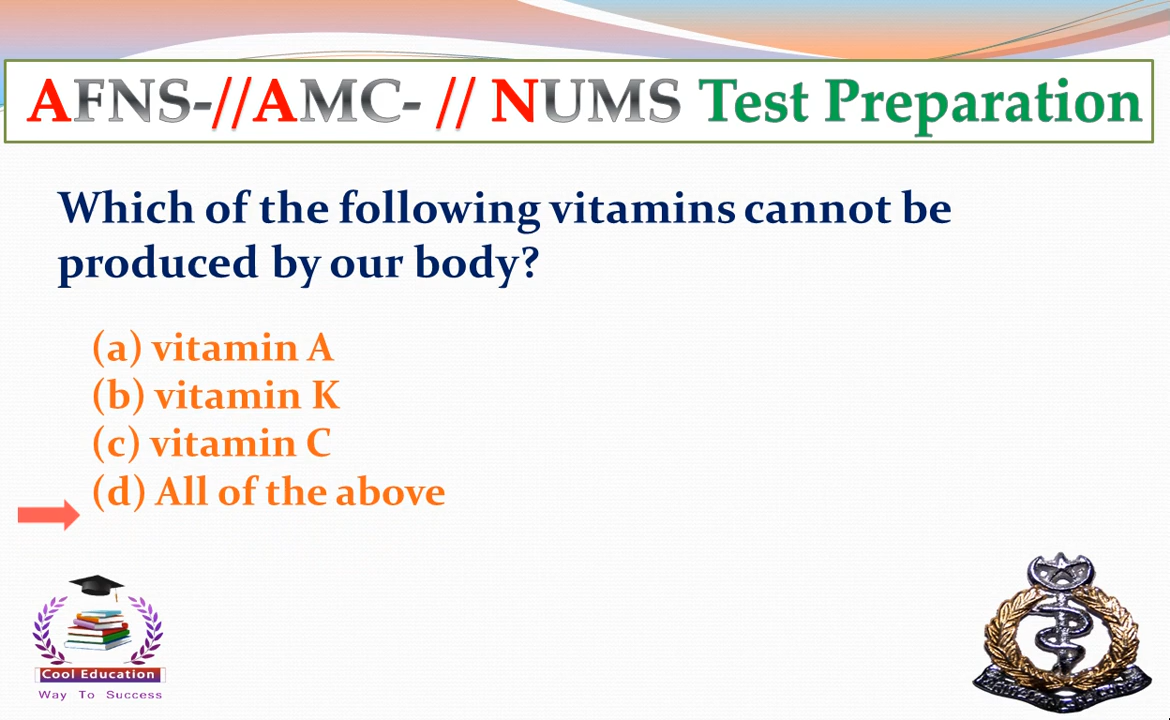 AFNS-//AMC- // NUMS Test Preparation
Which of the following vitamins cannot be
produced by our body?
(a) vitamin A
(b) vitamin K
(c) vitamin C
(d) All of the above
Cool Education
Way To Success